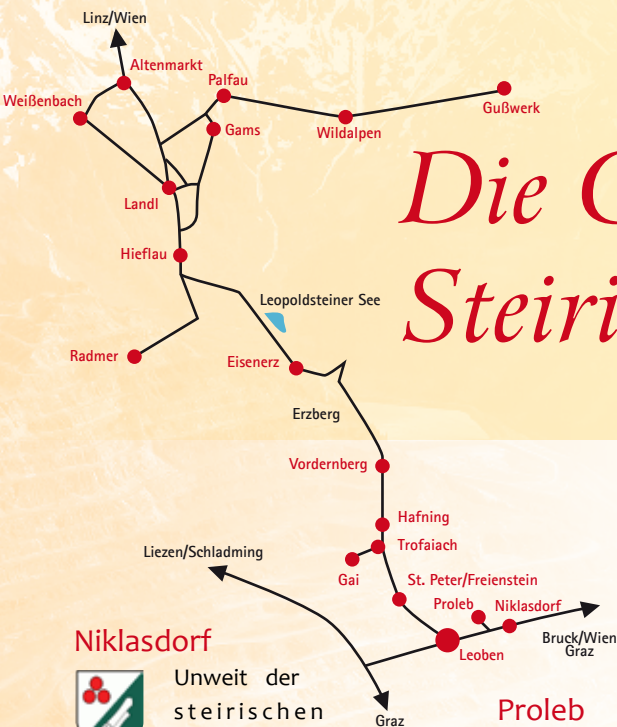 Linz/Wien
Altenmarkt
Palfau
Weißenbach
Gußwerk
Gams
Wildalpen
Die G
Landl
Hieflau
Leopoldsteiner See
Steiri
Radmer
Eisenerz
Erzberg
Vordernberg
Hafning
Trofaiach
Liezen/Schladming
Gai
St. Peter/Freienstein
Proleb
Niklasdorf
Bruck/Wien
Graz
Leoben
Niklasdorf
Unweit der
steirischen
Graz
Proleb